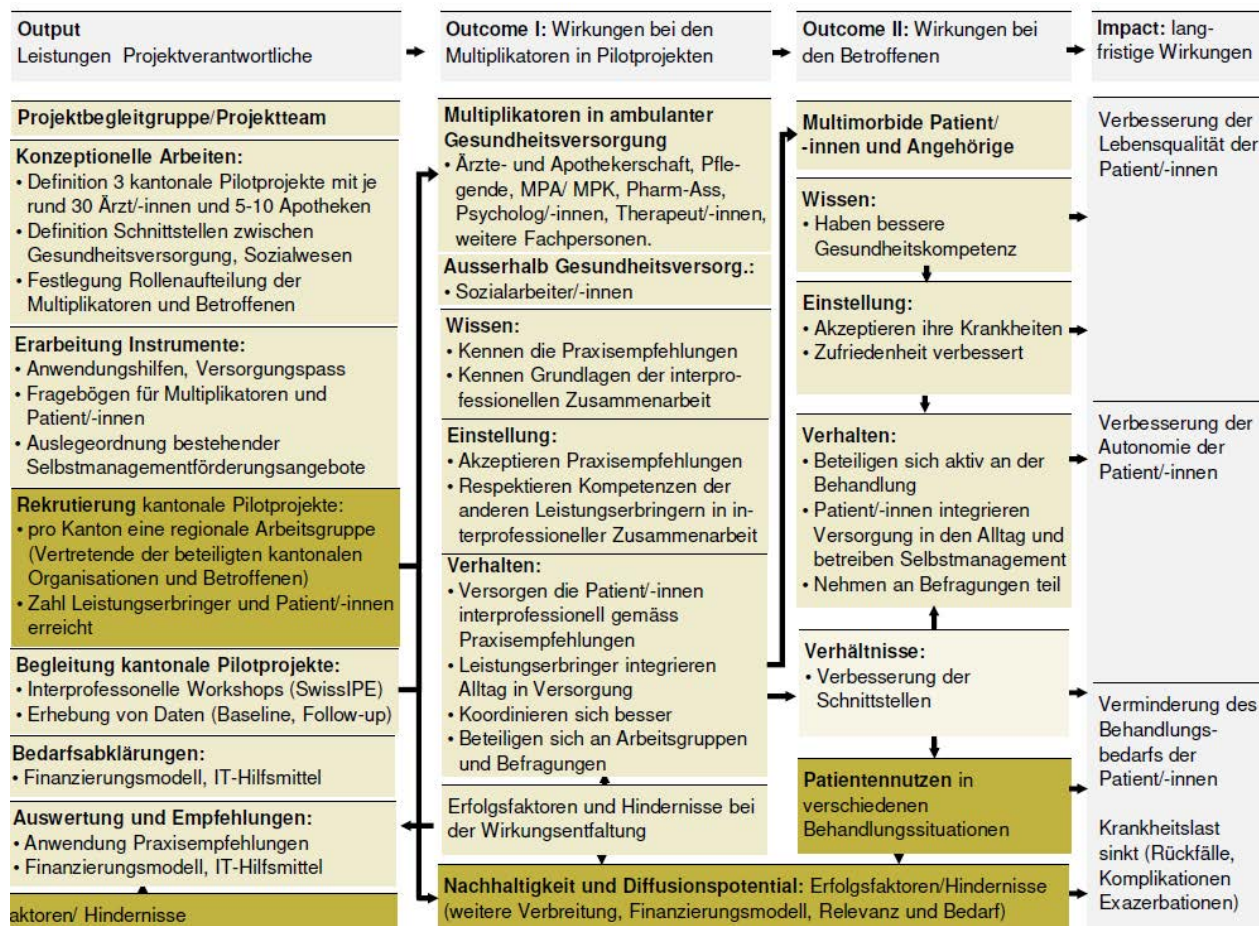 Output
Leistungen Projektverantwortliche
Outcome I: Wirkungen bei den
Multiplikatoren in Pilotprojekten
Outcome II: Wirkungen bei
den Betroffenen
Impact: lang-
fristige Wirkungen
Projektbegleitgruppe/Projektteam
Konzeptionelle Arbeiten:
• Definition 3 kantonale Pilotprojekte mit je
rund 30 Ärzt/-innen und 5-10 Apotheken
• Definition Schnittstellen zwischen
Gesundheitsversorgung, Sozialwesen
• Festlegung Rollenaufteilung der
Multiplikatoren und Betroffenen
Erarbeitung Instrumente:
• Anwendungshilfen, Versorgungspass
• Fragebögen für Multiplikatoren und
Patient/-innen
• Auslegeordnung bestehender
Selbstmanagementförderungsangebote
Rekrutierung kantonale Pilotprojekte:
• pro Kanton eine regionale Arbeitsgruppe
(Vertretende der beteiligten kantonalen
Organisationen und Betroffenen)
• Zahl Leistungserbringer und Patient/-innen
erreicht
Begleitung kantonale Pilotprojekte:
• Interprofessonelle Workshops (SwissIPE)
• Erhebung von Daten (Baseline, Follow-up)
Bedarfsabklärungen:
• Finanzierungsmodell, IT-Hilfsmittel
Auswertung und Empfehlungen:
• Anwendung Praxisempfehlungen
• Finanzierungsmodell, IT-Hilfsmittel
aktoren/ Hindernisse
Multiplikatoren in ambulanter
Gesundheitsversorgung
• Ärzte- und Apothekerschaft, Pfle-
gende, MPA/ MPK, Pharm-Ass,
Psycholog/-innen, Therapeut/-innen,
weitere Fachpersonen.
Ausserhalb Gesundheitsversorg.:
• Sozialarbeiter/-innen
Wissen:
• Kennen die Praxisempfehlungen
• Kennen Grundlagen der interpro-
fessionellen Zusammenarbeit
Einstellung:
• Akzeptieren Praxisempfehlungen
• Respektieren Kompetenzen der
anderen Leistungserbringern in in-
terprofessioneller Zusammenarbeit
Verhalten:
• Versorgen die Patient/-innen
interprofessionell gemäss
Praxisempfehlungen
• Leistungserbringer integrieren
Alltag in Versorgung
• Koordinieren sich besser
• Beteiligen sich an Arbeitsgruppen
und Befragungen
Erfolgsfaktoren und Hindernisse bei
der Wirkungsentfaltung
Nachhaltigkeit und Diffusionspotential: Erfolgsfaktoren/Hindernisse
(weitere Verbreitung, Finanzierungsmodell, Relevanz und Bedarf)
Multimorbide Patient/
-innen und Angehörige
Wissen:
• Haben bessere
Gesundheitskompetenz
Einstellung:
• Akzeptieren ihre Krankheiten
• Zufriedenheit verbessert
Verhalten:
• Beteiligen sich aktiv an der
Behandlung
• Patient/-innen integrieren
Versorgung in den Alltag und
betreiben Selbstmanagement
• Nehmen an Befragungen teil
Verhältnisse:
• Verbesserung der
Schnittstellen
Patientennutzen in
verschiedenen
Behandlungssituationen
Verbesserung der
Lebensqualität der
Patient/-innen
Verbesserung der
Autonomie der
Patient/-innen
Verminderung des
Behandlungs-
bedarfs der
Patient/-innen
Krankheitslast
sinkt (Rückfälle,
Komplikationen
Exazerbationen)